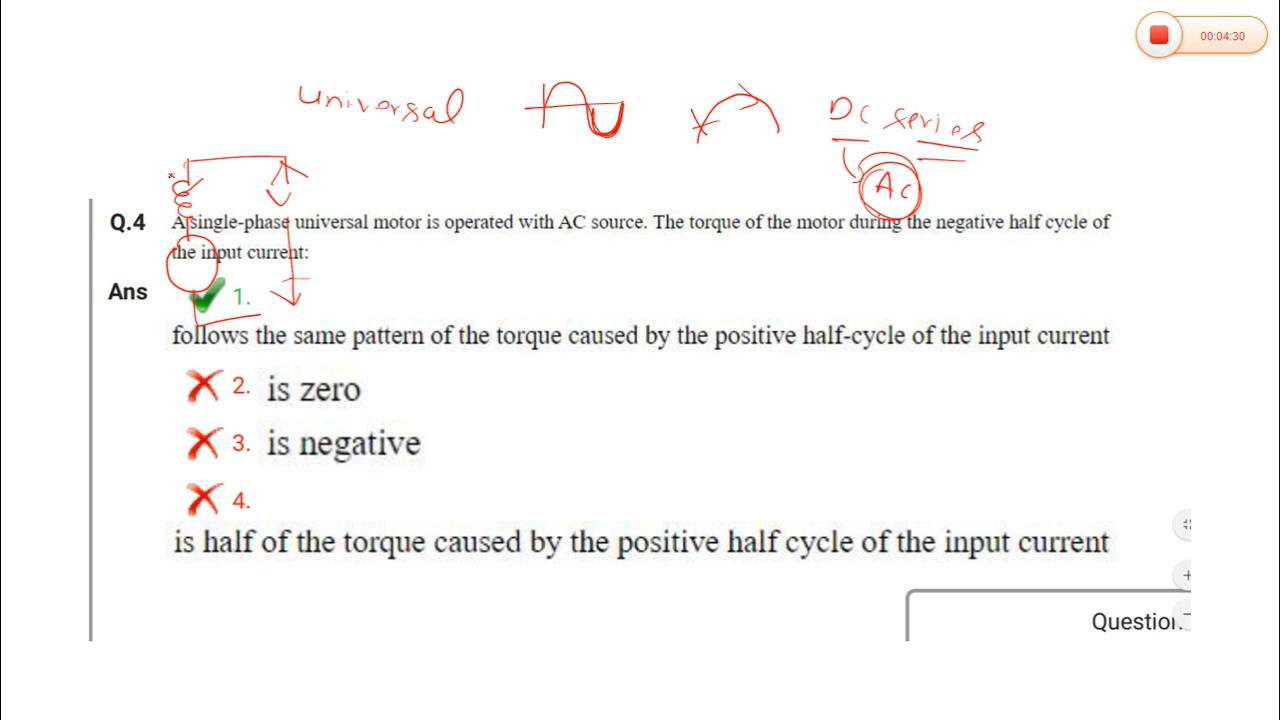 00:04:30
universal
DC series
AC
Q.4 A single-phase universal motor is operated with AC source. The torque of the motor during the negative half cycle of
the input current:
Ans 1.
follows the same pattern of the torque caused by the positive half-cycle of the input current
2. is zero
3. is negative
4.
is half of the torque caused by the positive half cycle of the input current
Question